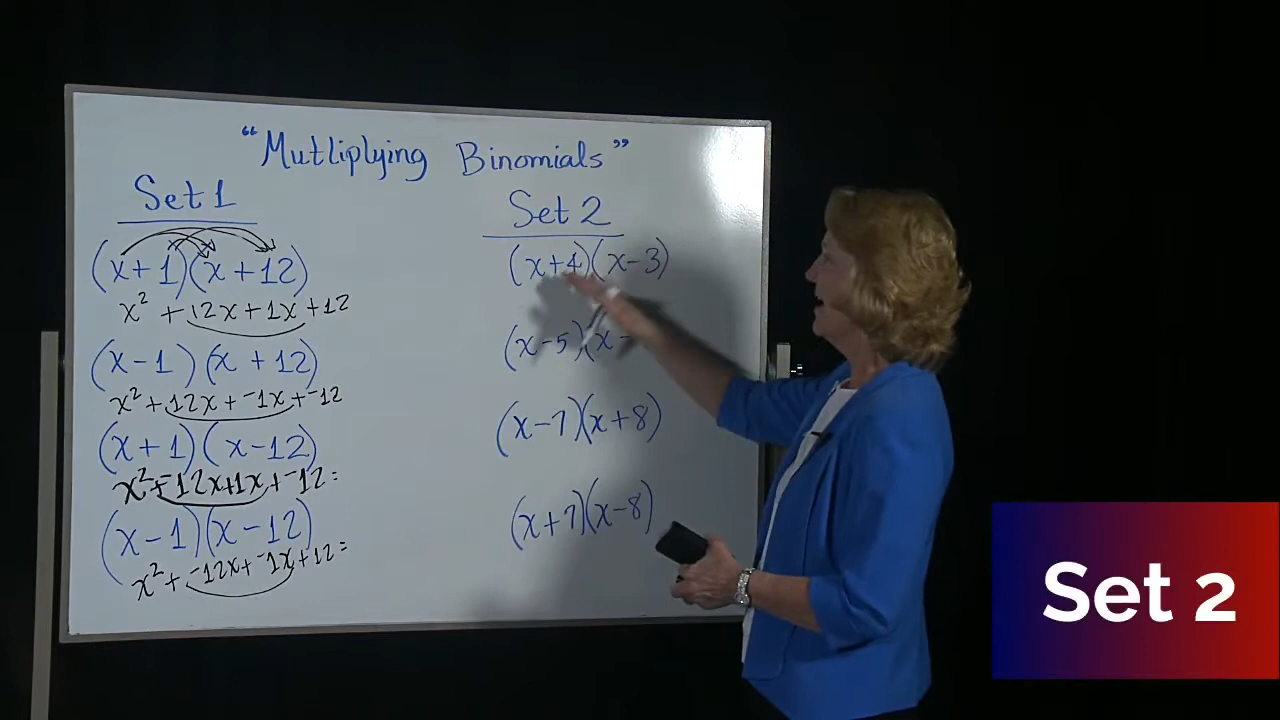 “Mutliplying Binomials”
Set 1
(x+1)(x+12)
x² + 12x + 1x + 12
(x-1)(x+12)
x² + 12x + ⁻1x + ⁻12
(x+1)(x-12)
x² + ⁻12x + 1x + ⁻12 =
(x-1)(x-12)
x² + ⁻12x + ⁻1x + 12 =
Set 2
(x+4)(x-3)
(x-5)(x-
(x-7)(x+8)
(x+7)(x-8)
Set 2